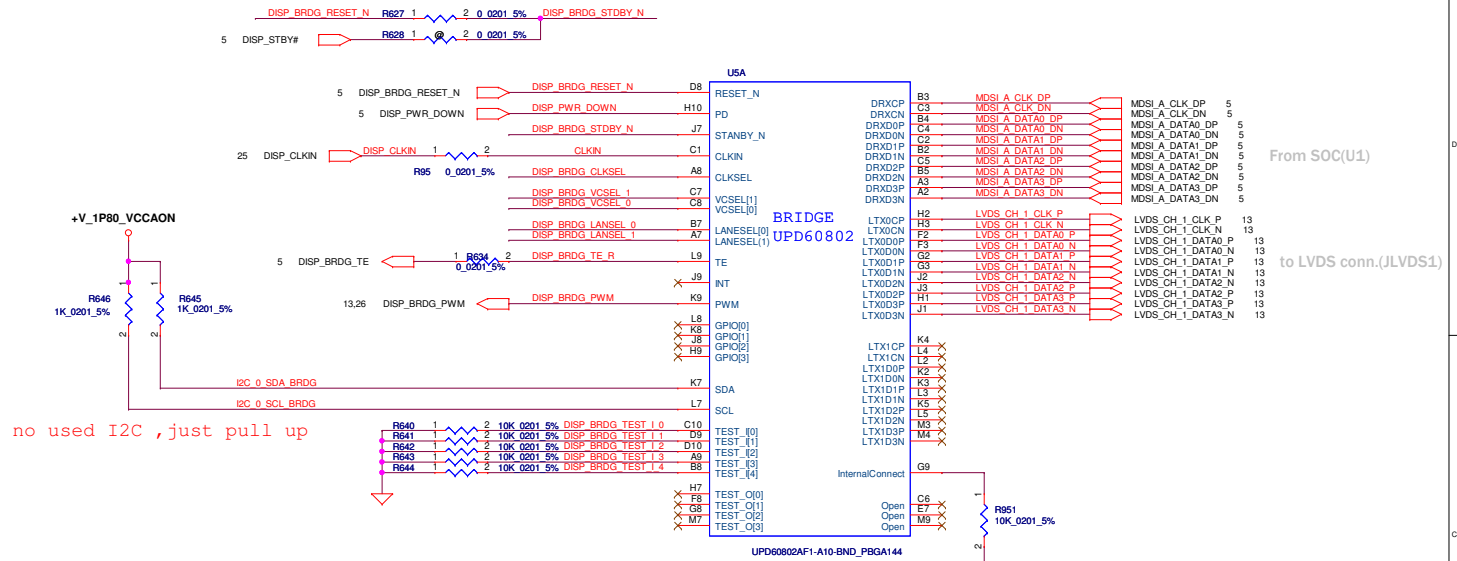 DISP_BRDG_RESET_N R627 1 2 0_0201_5% DISP_BRDG_STDBY_N
5 DISP_STBY# R628 1 @ 2 0_0201_5%
U5A
5 DISP_BRDG_RESET_N DISP_BRDG_RESET_N D8 RESET_N
5 DISP_PWR_DOWN DISP_PWR_DOWN H10 PD
DISP_BRDG_STDBY_N J7 STANBY_N
25 DISP_CLKIN DISP_CLKIN 1 2 CLKIN C1 CLKIN
R95 0_0201_5%
DISP_BRDG_CLKSEL A8 CLKSEL
DISP_BRDG_VCSEL_1 C7 VCSEL[1]
DISP_BRDG_VCSEL_0 C8 VCSEL[0]
DISP_BRDG_LANSEL_0 B7 LANESEL[0]
DISP_BRDG_LANSEL_1 A7 LANESEL(1)
5 DISP_BRDG_TE 1 R634 2 DISP_BRDG_TE_R L9 TE
0_0201_5%
J9 INT
13,26 DISP_BRDG_PWM DISP_BRDG_PWM K9 PWM
L8 GPIO[0]
K8 GPIO[1]
J8 GPIO[2]
H9 GPIO[3]
+V_1P80_VCCAON
1 1
R646 R645
1K_0201_5% 1K_0201_5%
2 2
I2C_0_SDA_BRDG K7 SDA
I2C_0_SCL_BRDG L7 SCL
no used I2C ,just pull up
R640 1 2 10K_0201_5% DISP_BRDG_TEST_I_0 C10 TEST_I[0]
R641 1 2 10K_0201_5% DISP_BRDG_TEST_I_1 D9 TEST_I[1]
R642 1 2 10K_0201_5% DISP_BRDG_TEST_I_2 D10 TEST_I[2]
R643 1 2 10K_0201_5% DISP_BRDG_TEST_I_3 A9 TEST_I[3]
R644 1 2 10K_0201_5% DISP_BRDG_TEST_I_4 B8 TEST_I[4]
H7 TEST_O[0]
F8 TEST_O[1]
G8 TEST_O[2]
M7 TEST_O[3]
BRIDGE
UPD60802
DRXCP B3 MDSI_A_CLK_DP MDSI_A_CLK_DP 5
DRXCN C3 MDSI_A_CLK_DN MDSI_A_CLK_DN 5
DRXD0P B4 MDSI_A_DATA0_DP MDSI_A_DATA0_DP 5
DRXD0N C4 MDSI_A_DATA0_DN MDSI_A_DATA0_DN 5
DRXD1P C2 MDSI_A_DATA1_DP MDSI_A_DATA1_DP 5
DRXD1N B2 MDSI_A_DATA1_DN MDSI_A_DATA1_DN 5
DRXD2P C5 MDSI_A_DATA2_DP MDSI_A_DATA2_DP 5
DRXD2N B5 MDSI_A_DATA2_DN MDSI_A_DATA2_DN 5
DRXD3P A3 MDSI_A_DATA3_DP MDSI_A_DATA3_DP 5
DRXD3N A2 MDSI_A_DATA3_DN MDSI_A_DATA3_DN 5
From SOC(U1)
LTX0CP H2 LVDS_CH_1_CLK_P LVDS_CH_1_CLK_P 13
LTX0CN H3 LVDS_CH_1_CLK_N LVDS_CH_1_CLK_N 13
LTX0D0P F2 LVDS_CH_1_DATA0_P LVDS_CH_1_DATA0_P 13
LTX0D0N F3 LVDS_CH_1_DATA0_N LVDS_CH_1_DATA0_N 13
LTX0D1P G2 LVDS_CH_1_DATA1_P LVDS_CH_1_DATA1_P 13
LTX0D1N G3 LVDS_CH_1_DATA1_N LVDS_CH_1_DATA1_N 13
LTX0D2N J2 LVDS_CH_1_DATA2_N LVDS_CH_1_DATA2_N 13
LTX0D2P J3 LVDS_CH_1_DATA2_P LVDS_CH_1_DATA2_P 13
LTX0D3P H1 LVDS_CH_1_DATA3_P LVDS_CH_1_DATA3_P 13
LTX0D3N J1 LVDS_CH_1_DATA3_N LVDS_CH_1_DATA3_N 13
to LVDS conn.(JLVDS1)
LTX1CP K4
LTX1CN L4
LTX1D0P L2
LTX1D0N K2
LTX1D1P K3
LTX1D1N L3
LTX1D2P K5
LTX1D2N L5
LTX1D3P M3
LTX1D3N M4
InternalConnect G9
Open C6
Open E7
Open M9
1
R951
10K_0201_5%
2
UPD60802AF1-A10-BND_PBGA144
D
C